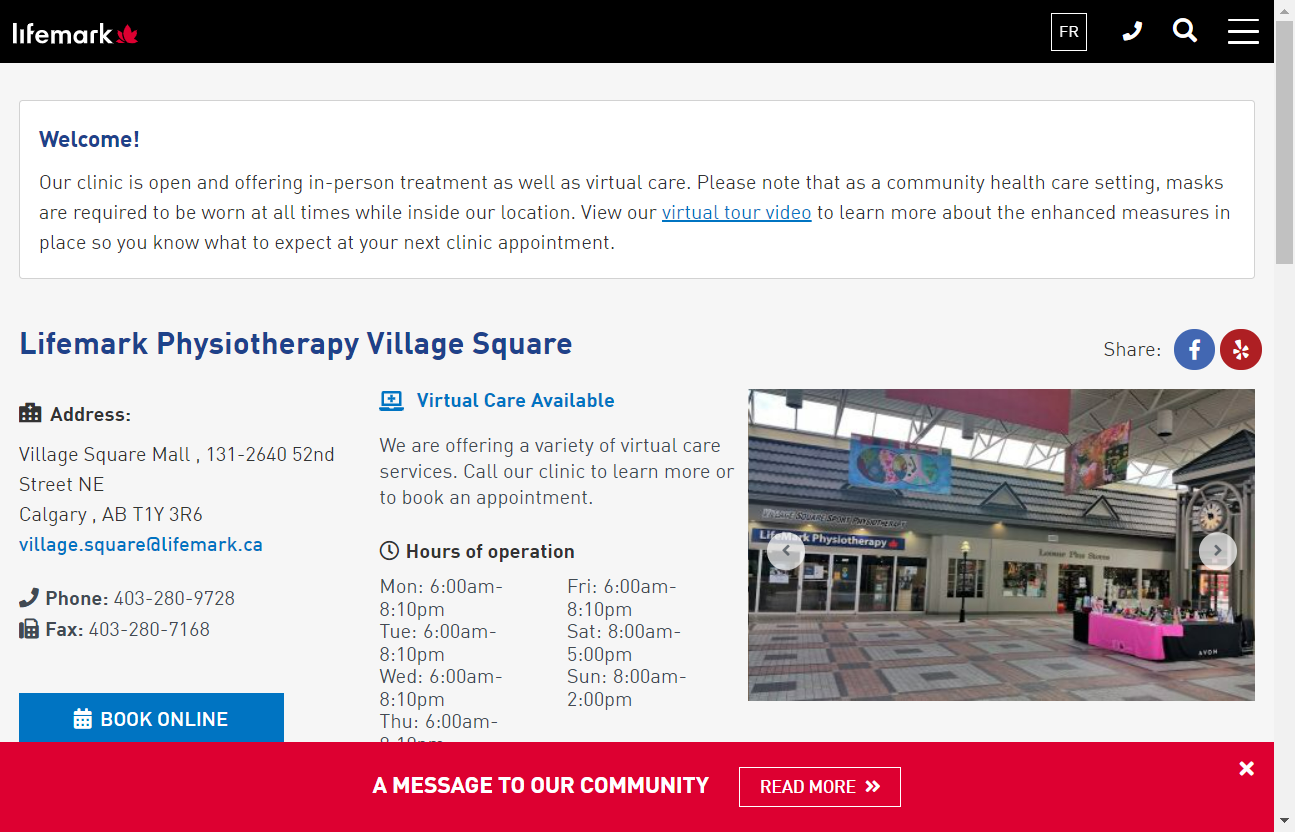 lifemark
FR
Welcome!
Our clinic is open and offering in-person treatment as well as virtual care. Please note that as a community health care setting, masks
are required to be worn at all times while inside our location. View our virtual tour video to learn more about the enhanced measures in
place so you know what to expect at your next clinic appointment.
Lifemark Physiotherapy Village Square
Share:
Address:
Village Square Mall , 131-2640 52nd
Street NE
Calgary , AB T1Y 3R6
village.square@lifemark.ca
Phone: 403-280-9728
Fax: 403-280-7168
BOOK ONLINE
Virtual Care Available
We are offering a variety of virtual care
services. Call our clinic to learn more or
to book an appointment.
Hours of operation
Mon: 6:00am-
8:10pm
Tue: 6:00am-
8:10pm
Wed: 6:00am-
8:10pm
Thu: 6:00am-
8:10pm
Fri: 6:00am-
8:10pm
Sat: 8:00am-
5:00pm
Sun: 8:00am-
2:00pm
VILLAGE SQUARE SPORT PHYSIOTHERAPY
LifeMark Physiotherapy
AVON
A MESSAGE TO OUR COMMUNITY
READ MORE